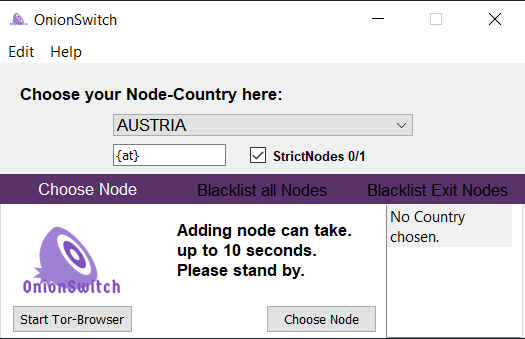 OnionSwitch
Edit Help
Choose your Node-Country here:
AUSTRIA
{at}
StrictNodes 0/1
Choose Node Blacklist all Nodes Blacklist Exit Nodes
Adding node can take.
up to 10 seconds.
Please stand by.
No Country
chosen.
OnionSwitch
Start Tor-Browser
Choose Node